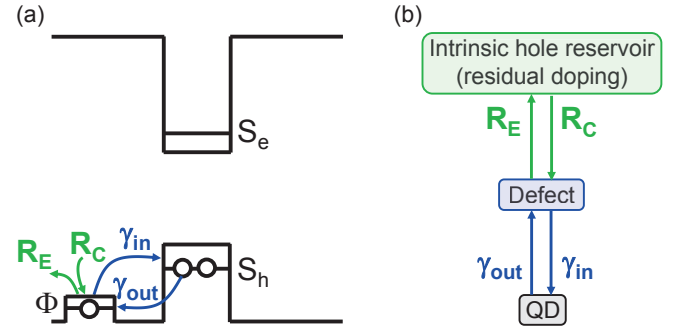 (a)
S_e
R_E
R_C
γ_in
γ_out
S_h
Φ
(b)
Intrinsic hole reservoir
(residual doping)
R_E
R_C
Defect
γ_out
γ_in
QD